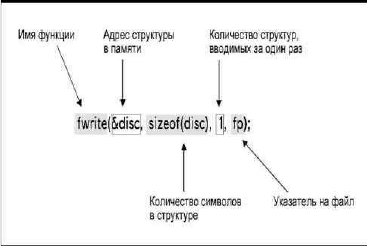 Имя функции
Адрес структуры
в памяти
Количество структур,
вводимых за один раз
fwrite(&disc, sizeof(disc), 1, fp);
Количество символов
в структуре
Указатель на файл